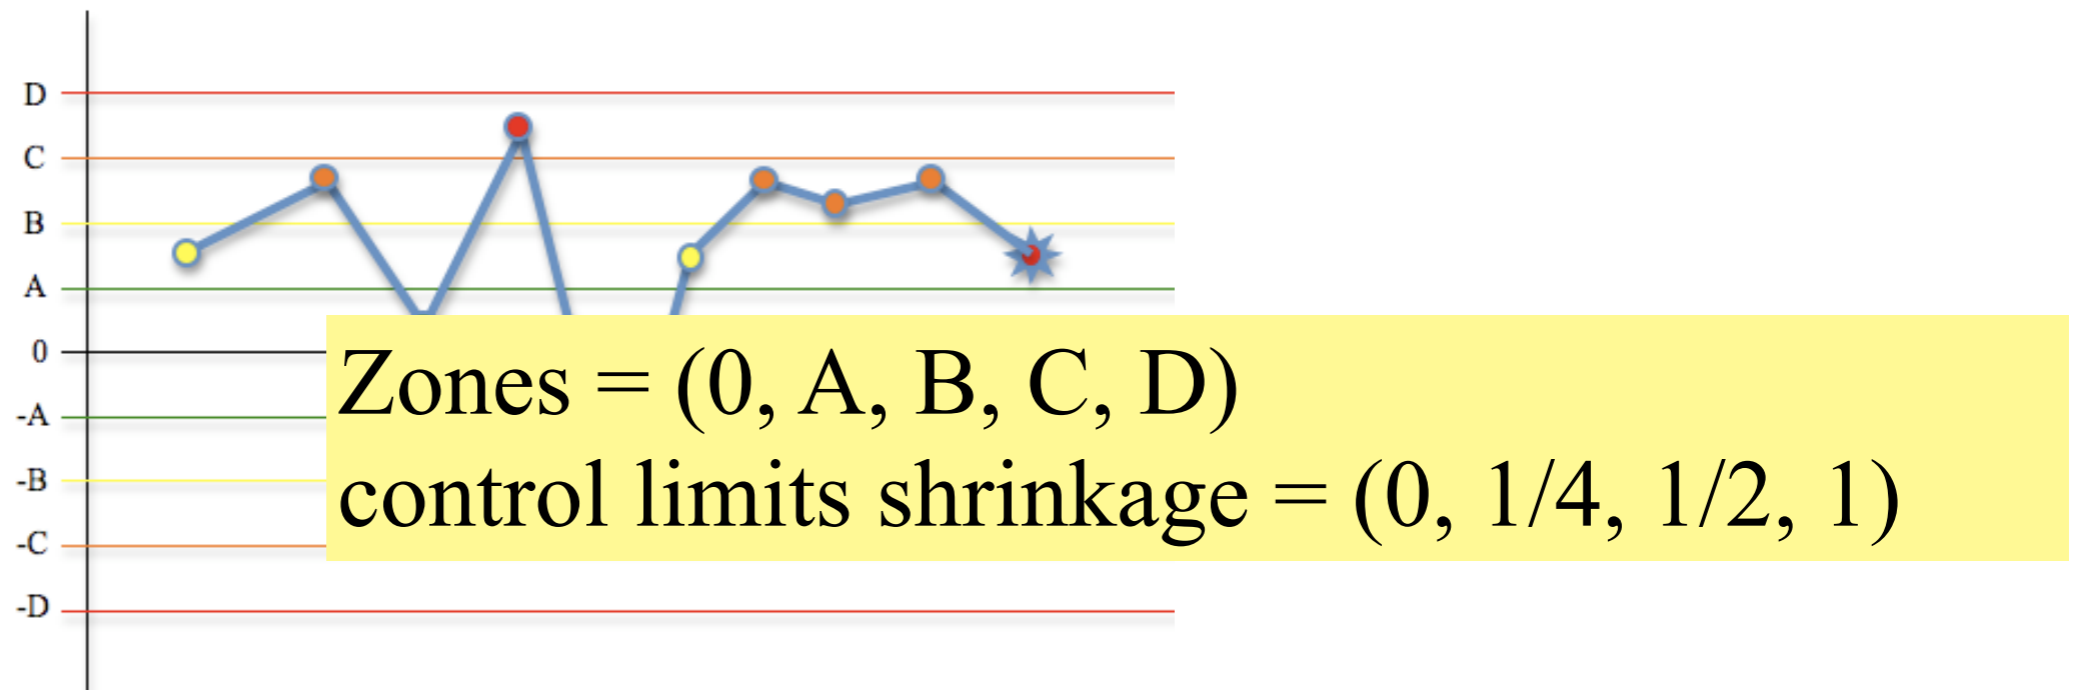 D
C
B
A
0
-A
-B
-C
-D
Zones = (0, A, B, C, D)
control limits shrinkage = (0, 1/4, 1/2, 1)